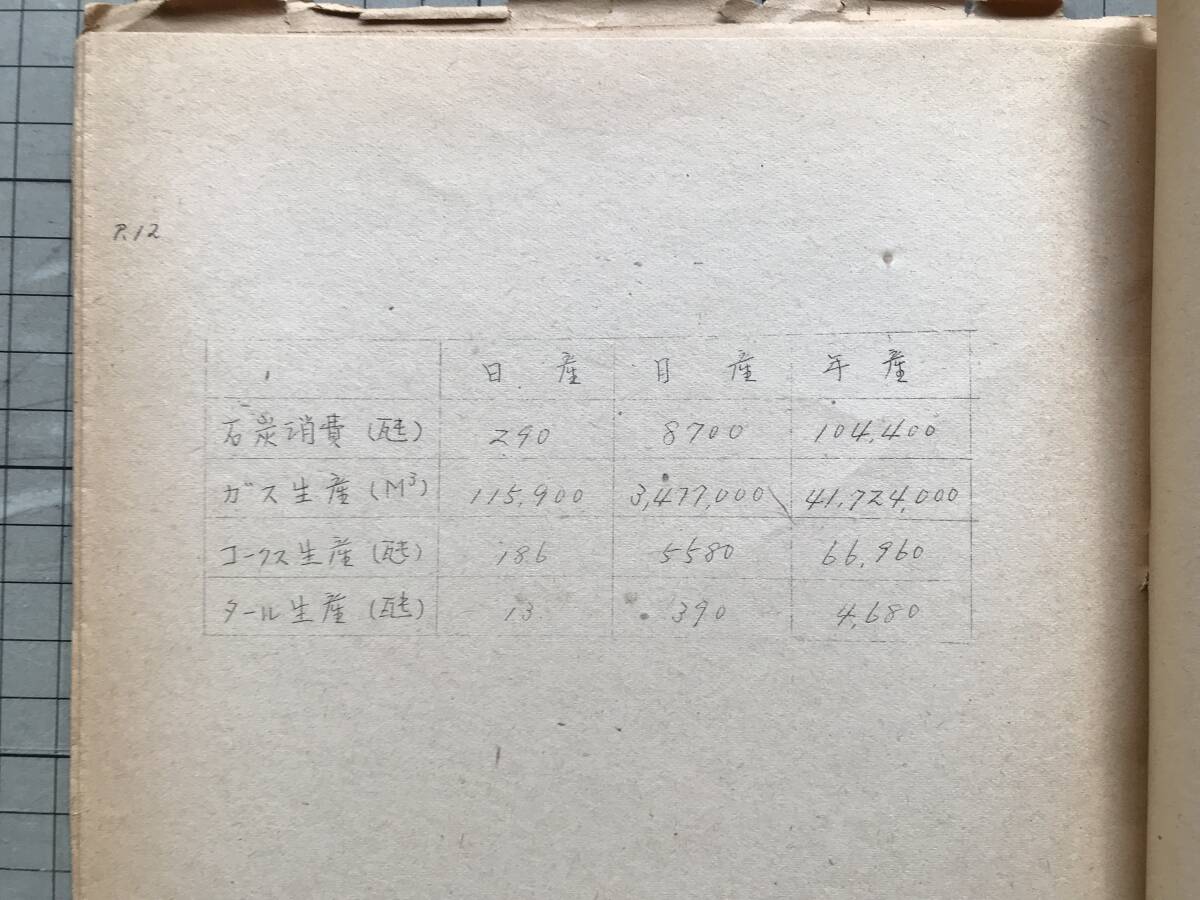 P.12
日産 月産 年産
石炭消費(瓩) 290 8700 104,400
ガス生産(M³) 115,900 3,477,000 41,724,000
コークス生産(瓩) 186 5580 66,960
タール生産(瓩) 13 390 4,680